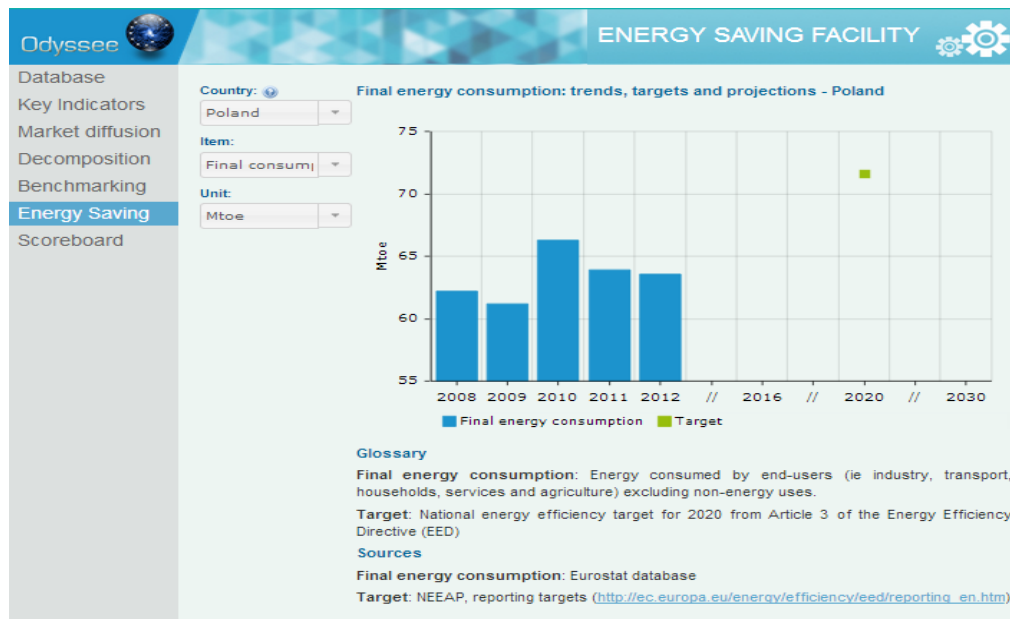 Odyssee
ENERGY SAVING FACILITY
Database
Key Indicators
Market diffusion
Decomposition
Benchmarking
Energy Saving
Scoreboard
Country:
Poland
Item:
Final consum
Unit:
Mtoe
Final energy consumption: trends, targets and projections - Poland
75
70
65
60
55
Mtoe
2008 2009 2010 2011 2012 // 2016 // 2020 // 2030
Final energy consumption Target
Glossary
Final energy consumption: Energy consumed by end-users (ie industry, transport,
households, services and agriculture) excluding non-energy uses.
Target: National energy efficiency target for 2020 from Article 3 of the Energy Efficiency
Directive (EED)
Sources
Final energy consumption: Eurostat database
Target: NEEAP, reporting targets (http://ec.europa.eu/energy/efficiency/eed/reporting_en.htm)